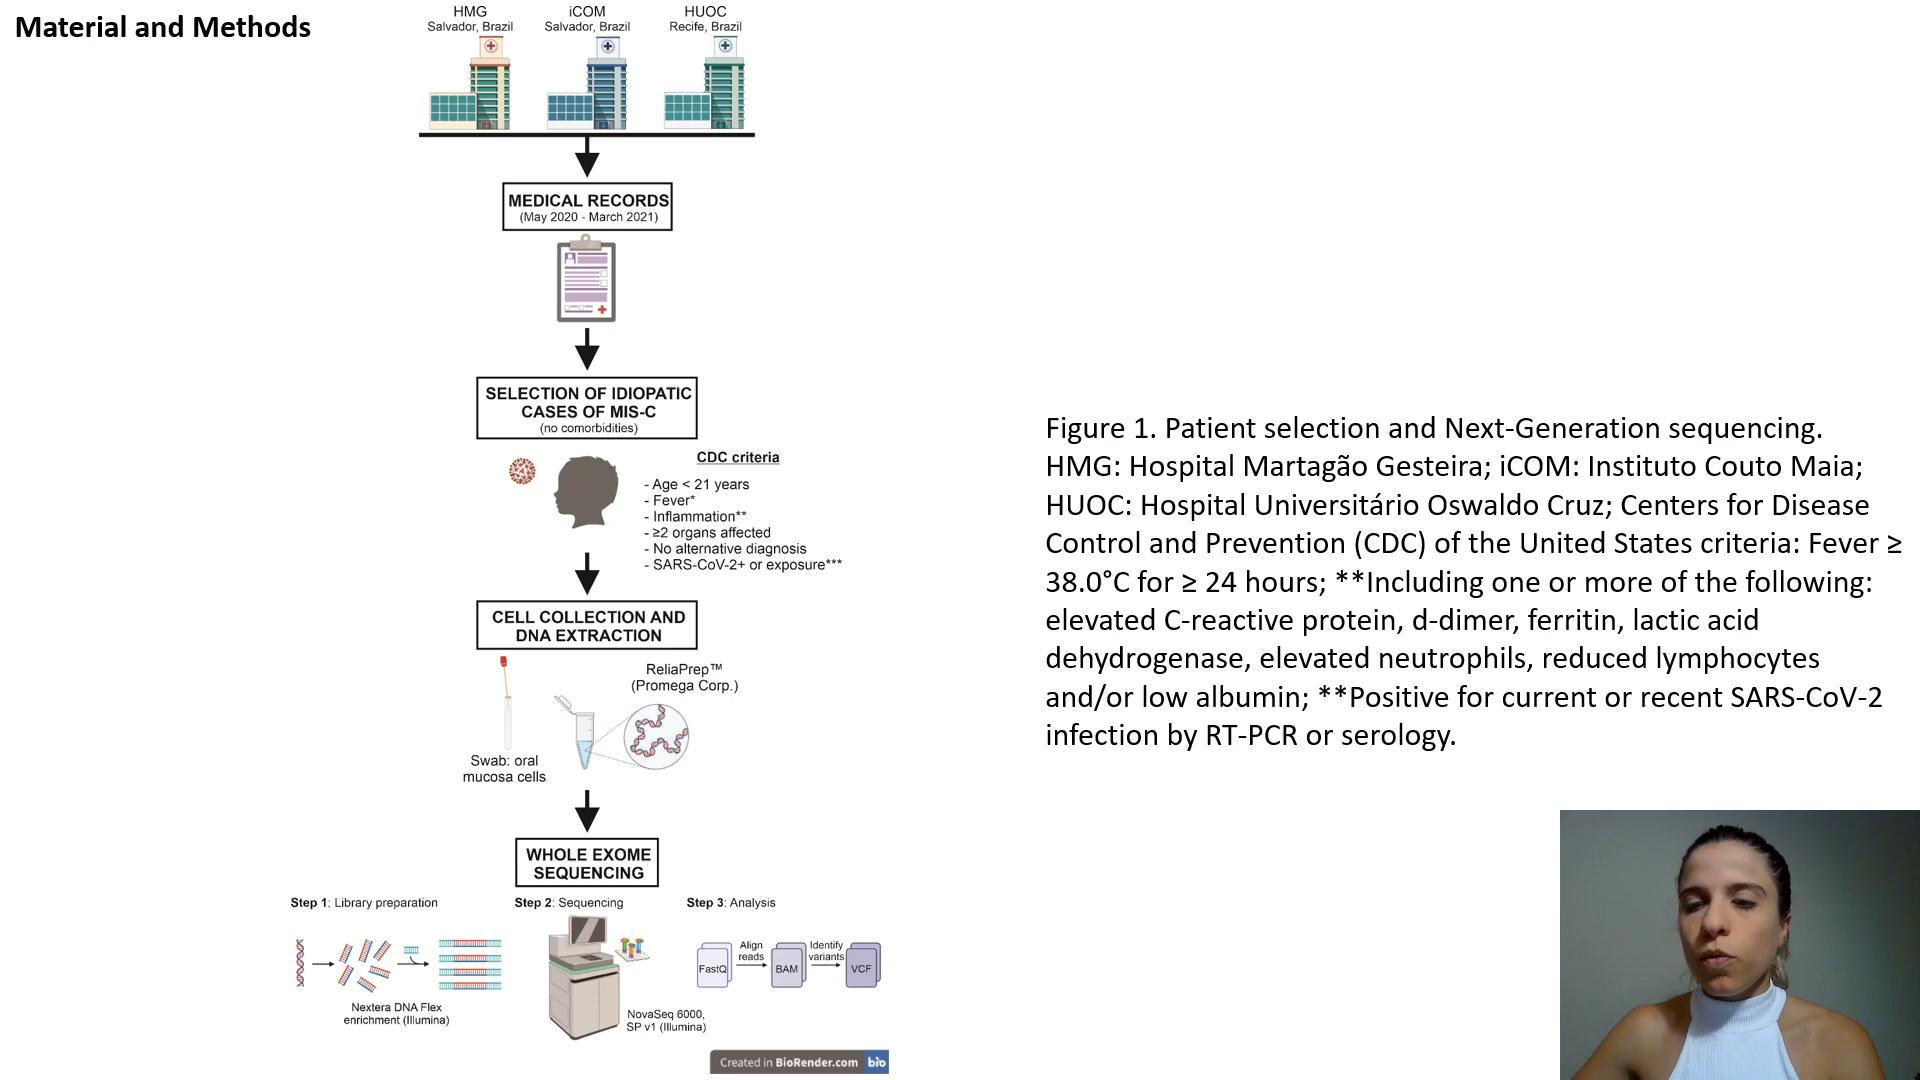 Material and Methods
HMG
Salvador, Brazil
iCOM
Salvador, Brazil
HUOC
Recife, Brazil
MEDICAL RECORDS
(May 2020 - March 2021)
SELECTION OF IDIOPATIC
CASES OF MIS-C
(no comorbidities)
CDC criteria
- Age < 21 years
- Fever*
- Inflammation**
- ≥2 organs affected
- No alternative diagnosis
- SARS-CoV-2+ or exposure***
CELL COLLECTION AND
DNA EXTRACTION
ReliaPrep™
(Promega Corp.)
Swab: oral
mucosa cells
WHOLE EXOME
SEQUENCING
Step 1: Library preparation
Nextera DNA Flex
enrichment (Illumina)
Step 2: Sequencing
NovaSeq 6000,
SP v1 (Illumina)
Step 3: Analysis
FastQ
Align
reads
BAM
Identify
variants
VCF
Created in BioRender.com bio
Figure 1. Patient selection and Next-Generation sequencing.
HMG: Hospital Martagão Gesteira; iCOM: Instituto Couto Maia;
HUOC: Hospital Universitário Oswaldo Cruz; Centers for Disease
Control and Prevention (CDC) of the United States criteria: Fever ≥
38.0°C for ≥ 24 hours; **Including one or more of the following:
elevated C-reactive protein, d-dimer, ferritin, lactic acid
dehydrogenase, elevated neutrophils, reduced lymphocytes
and/or low albumin; **Positive for current or recent SARS-CoV-2
infection by RT-PCR or serology.